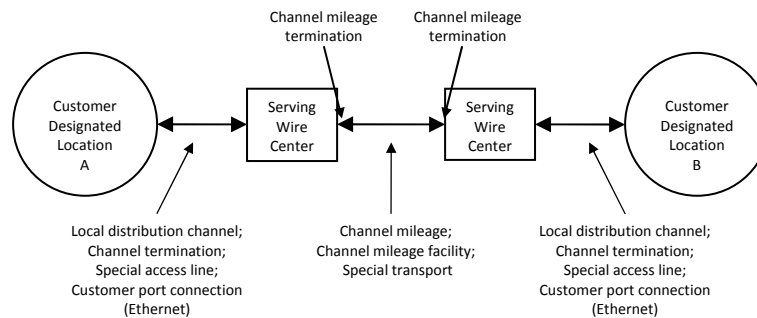 Channel mileage
termination
Channel mileage
termination
Customer
Designated
Location
A
Serving
Wire
Center
Serving
Wire
Center
Customer
Designated
Location
B
Local distribution channel;
Channel termination;
Special access line;
Customer port connection
(Ethernet)
Channel mileage;
Channel mileage facility;
Special transport
Local distribution channel;
Channel termination;
Special access line;
Customer port connection
(Ethernet)